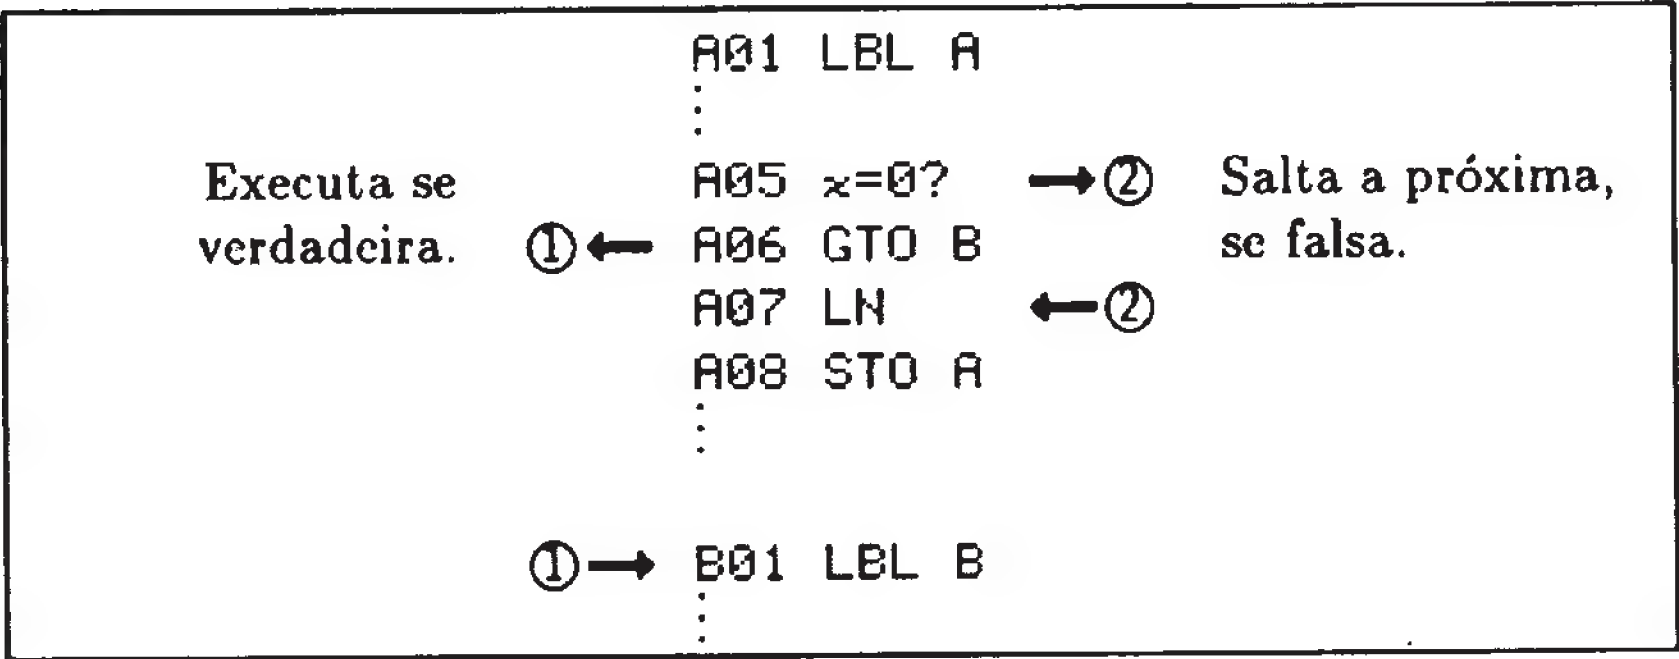 A01 LBL A
Executa se
verdadeira.
A05 x=0? → ② Salta a próxima,
se falsa.
① ← A06 GTO B
A07 LN ← ②
A08 STO A
① → B01 LBL B